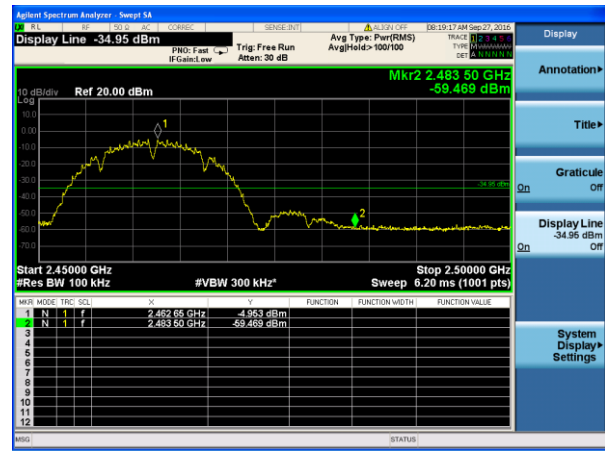 Agilent Spectrum Analyzer - Swept SA
RL RF 50 Ω AC CORREC SENSE:INT ALIGN OFF 08:19:17 AM Sep 27, 2016
Display Line -34.95 dBm
PNO: Fast
IFGain:Low
Trig: Free Run
Atten: 30 dB
Avg Type: Pwr(RMS)
Avg|Hold>100/100
TRACE 1 2 3 4 5 6
TYPE
DET A N N N N N
Display
Mkr2 2.483 50 GHz
-59.469 dBm
10 dB/div Ref 20.00 dBm
Log
10.0
0.00
-10.0
-20.0
-30.0
-40.0
-50.0
-60.0
-70.0
1
2
-34.95 dBm
Start 2.45000 GHz Stop 2.50000 GHz
#Res BW 100 kHz #VBW 300 kHz* Sweep 6.20 ms (1001 pts)
MKR MODE TRC SCL X Y FUNCTION FUNCTION WIDTH FUNCTION VALUE
1 N 1 f 2.462 65 GHz -4.953 dBm
2 N 1 f 2.483 50 GHz -59.469 dBm
3
4
5
6
7
8
9
10
11
12
MSG STATUS
Annotation
Title
Graticule
On Off
Display Line
-34.95 dBm
On Off
System
Display
Settings